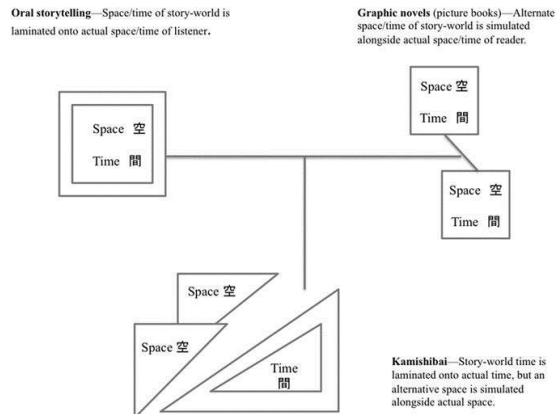 Oral storytelling—Space/time of story-world is
laminated onto actual space/time of listener.
Graphic novels (picture books)—Alternate
space/time of story-world is simulated
alongside actual space/time of reader.
Space 空
Time 間
Space 空
Time 間
Space 空
Time 間
Space 空
Space 空
Time
間
Kamishibai—Story-world time is
laminated onto actual time, but an
alternative space is simulated
alongside actual space.